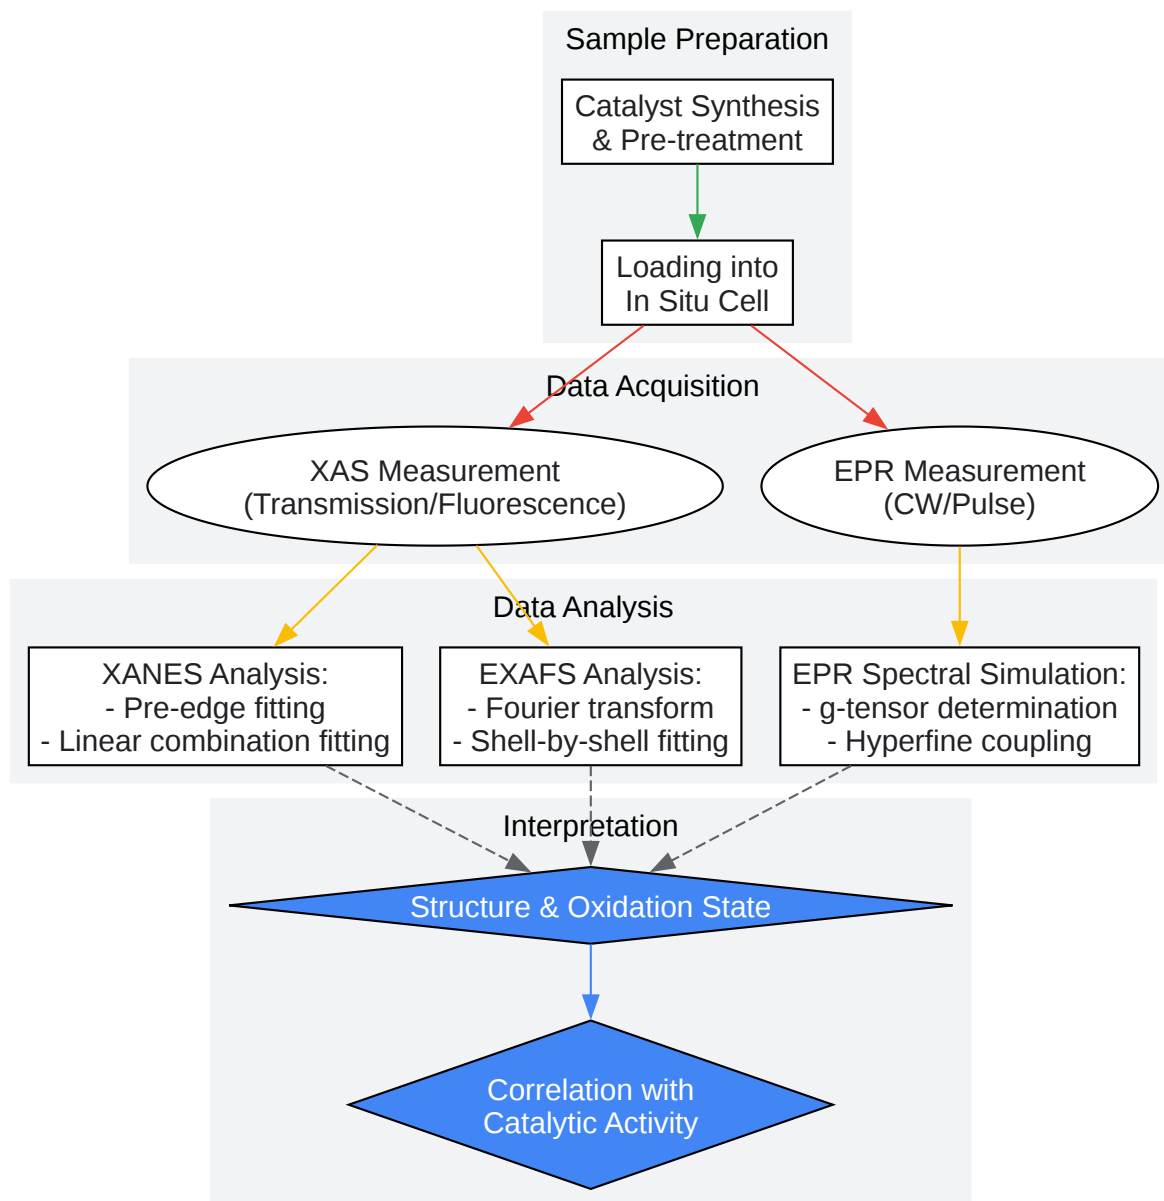 Sample Preparation
Catalyst Synthesis
& Pre-treatment
Loading into
In Situ Cell
Data Acquisition
XAS Measurement
(Transmission/Fluorescence)
EPR Measurement
(CW/Pulse)
Data Analysis
XANES Analysis:
- Pre-edge fitting
- Linear combination fitting
EXAFS Analysis:
- Fourier transform
- Shell-by-shell fitting
EPR Spectral Simulation:
- g-tensor determination
- Hyperfine coupling
Interpretation
Structure & Oxidation State
Correlation with
Catalytic Activity